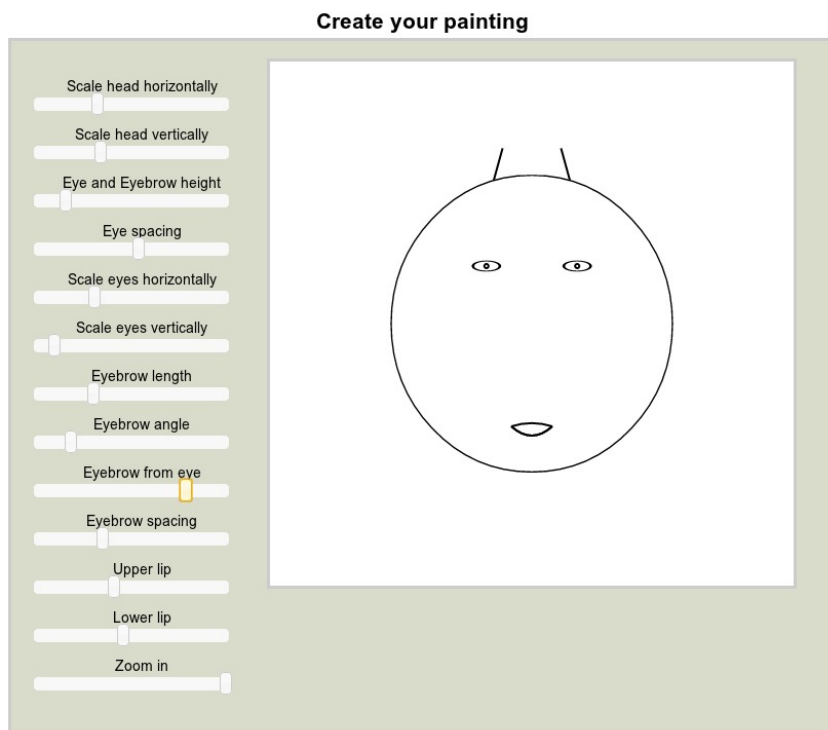 Create your painting
Scale head horizontally
Scale head vertically
Eye and Eyebrow height
Eye spacing
Scale eyes horizontally
Scale eyes vertically
Eyebrow length
Eyebrow angle
Eyebrow from eye
Eyebrow spacing
Upper lip
Lower lip
Zoom in